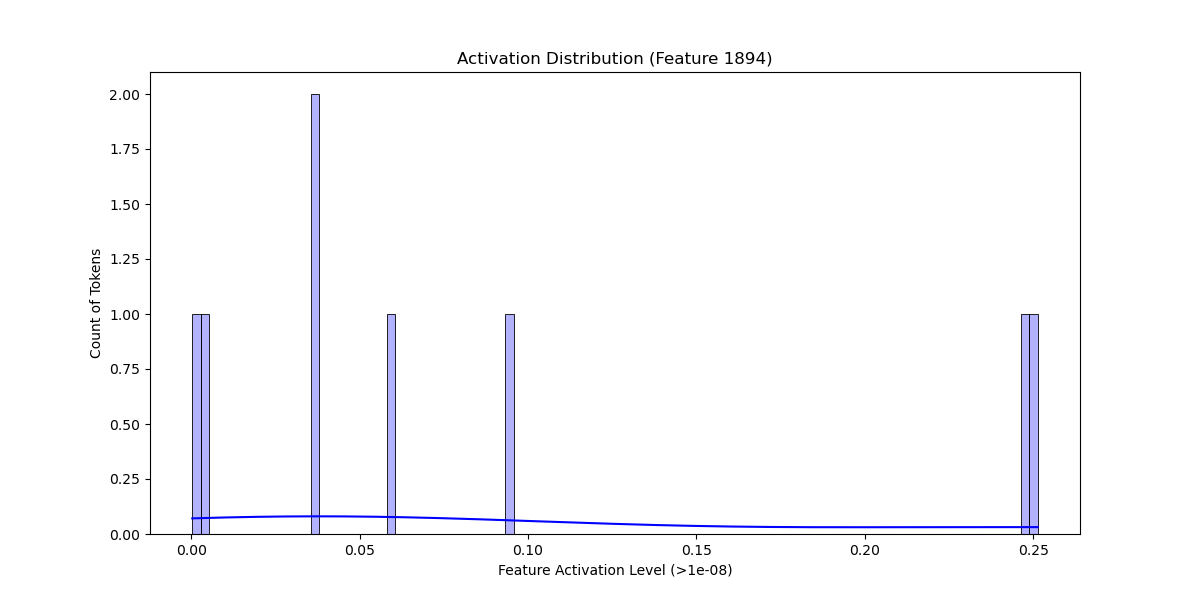 Activation Distribution (Feature 1894)
2.00
1.75
1.50
1.25
1.00
0.75
0.50
0.25
0.00
Count of Tokens
0.00 0.05 0.10 0.15 0.20 0.25
Feature Activation Level (>1e-08)